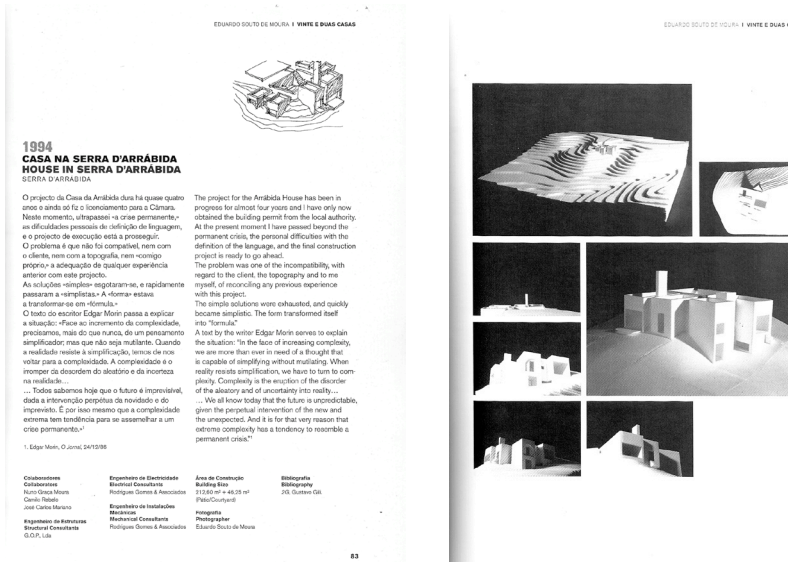 EDUARDO SOUTO DE MOURA I VINTE E DUAS CASAS
1994
CASA NA SERRA D'ARRÁBIDA
HOUSE IN SERRA D'ARRÁBIDA
SERRA D'ARRABIDA
O projecto da Casa da Arrábida dura há quase quatro
anos e ainda só fiz o licenciamento para a Câmara.
Neste momento, ultrapassei «a crise permanente,»
as dificuldades pessoais de definição de linguagem,
e o projecto de execução está a prosseguir.
O problema é que não foi compatível, nem com
o cliente, nem com a topografia, nem «comigo
próprio,» a adequação de qualquer experiência
anterior com este projecto.
As soluções «simples» esgotaram-se, e rapidamente
passaram a «simplistas.» A «forma» estava
a transformar-se em «fórmula.»
O texto do escritor Edgar Morin passa a explicar
a situação: «Face ao incremento da complexidade,
precisamos, mais do que nunca, de um pensamento
simplificador; mas que não seja mutilante. Quando
a realidade resiste à simplificação, temos de nos
voltar para a complexidade. A complexidade é o
irromper da desordem do aleatório e da incerteza
na realidade...
... Todos sabemos hoje que o futuro é imprevisível,
dada a intervenção perpétua da novidade e do
imprevisto. É por isso mesmo que a complexidade
extrema tem tendência para se assemelhar a um
crise permanente.»¹
1. Edgar Morin, O Jornal, 24/12/86
The project for the Arrábida House has been in
progress for almost four years and I have only now
obtained the building permit from the local authority.
At the present moment I have passed beyond the
permanent crisis, the personal difficulties with the
definition of the language, and the final construction
project is ready to go ahead.
The problem was one of the incompatibility, with
regard to the client, the topography and to me
myself, of reconciling any previous experience
with this project.
The simple solutions were exhausted, and quickly
became simplistic. The form transformed itself
into "formula."
A text by the writer Edgar Morin serves to explain
the situation: "In the face of increasing complexity,
we are more than ever in need of a thought that
is capable of simplifying without mutilating. When
reality resists simplification, we have to turn to com-
plexity. Complexity is the eruption of the disorder
of the aleatory and of uncertainty into reality...
... We all know today that the future is unpredictable,
given the perpetual intervention of the new and
the unexpected. And it is for that very reason that
extreme complexity has a tendency to resemble a
permanent crisis."¹
Colaboradores
Collaborators
Nuno Graça Moura
Camilo Rebelo
José Carlos Mariano
Engenheiro de Estruturas
Structural Consultants
G.O.P., Lda
Engenheiro de Electricidade
Electrical Consultants
Rodrigues Gomes & Associados
Engenheiro de Instalações
Mecânicas
Mechanical Consultants
Rodrigues Gomes & Associados
Área de Construção
Building Size
213,60 m² + 46,25 m²
(Pátio/Courtyard)
Fotografia
Photographer
Eduardo Souto de Moura
Bibliografia
Bibliography
2G. Gustavo Gili
83
EDUARDO SOUTO DE MOURA I VINTE E DUAS